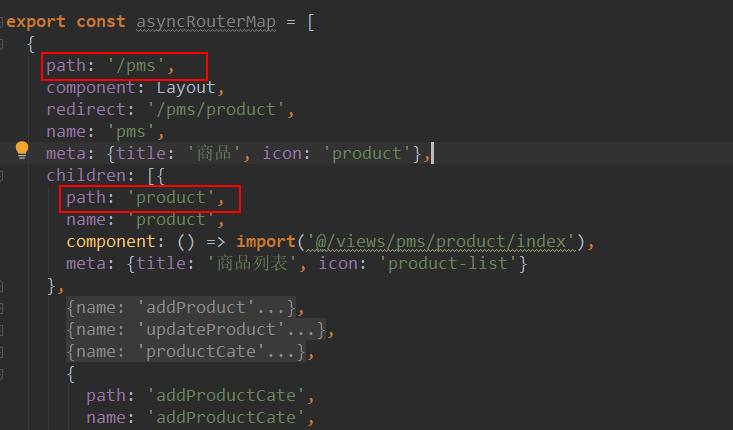 export const asyncRouterMap = [
{
path: '/pms',
component: Layout,
redirect: '/pms/product',
name: 'pms',
meta: {title: '商品', icon: 'product'},
children: [{
path: 'product',
name: 'product',
component: () => import('@/views/pms/product/index'),
meta: {title: '商品列表', icon: 'product-list'}
},
{name: 'addProduct'...},
{name: 'updateProduct'...},
{name: 'productCate'...},
{
path: 'addProductCate',
name: 'addProductCate',